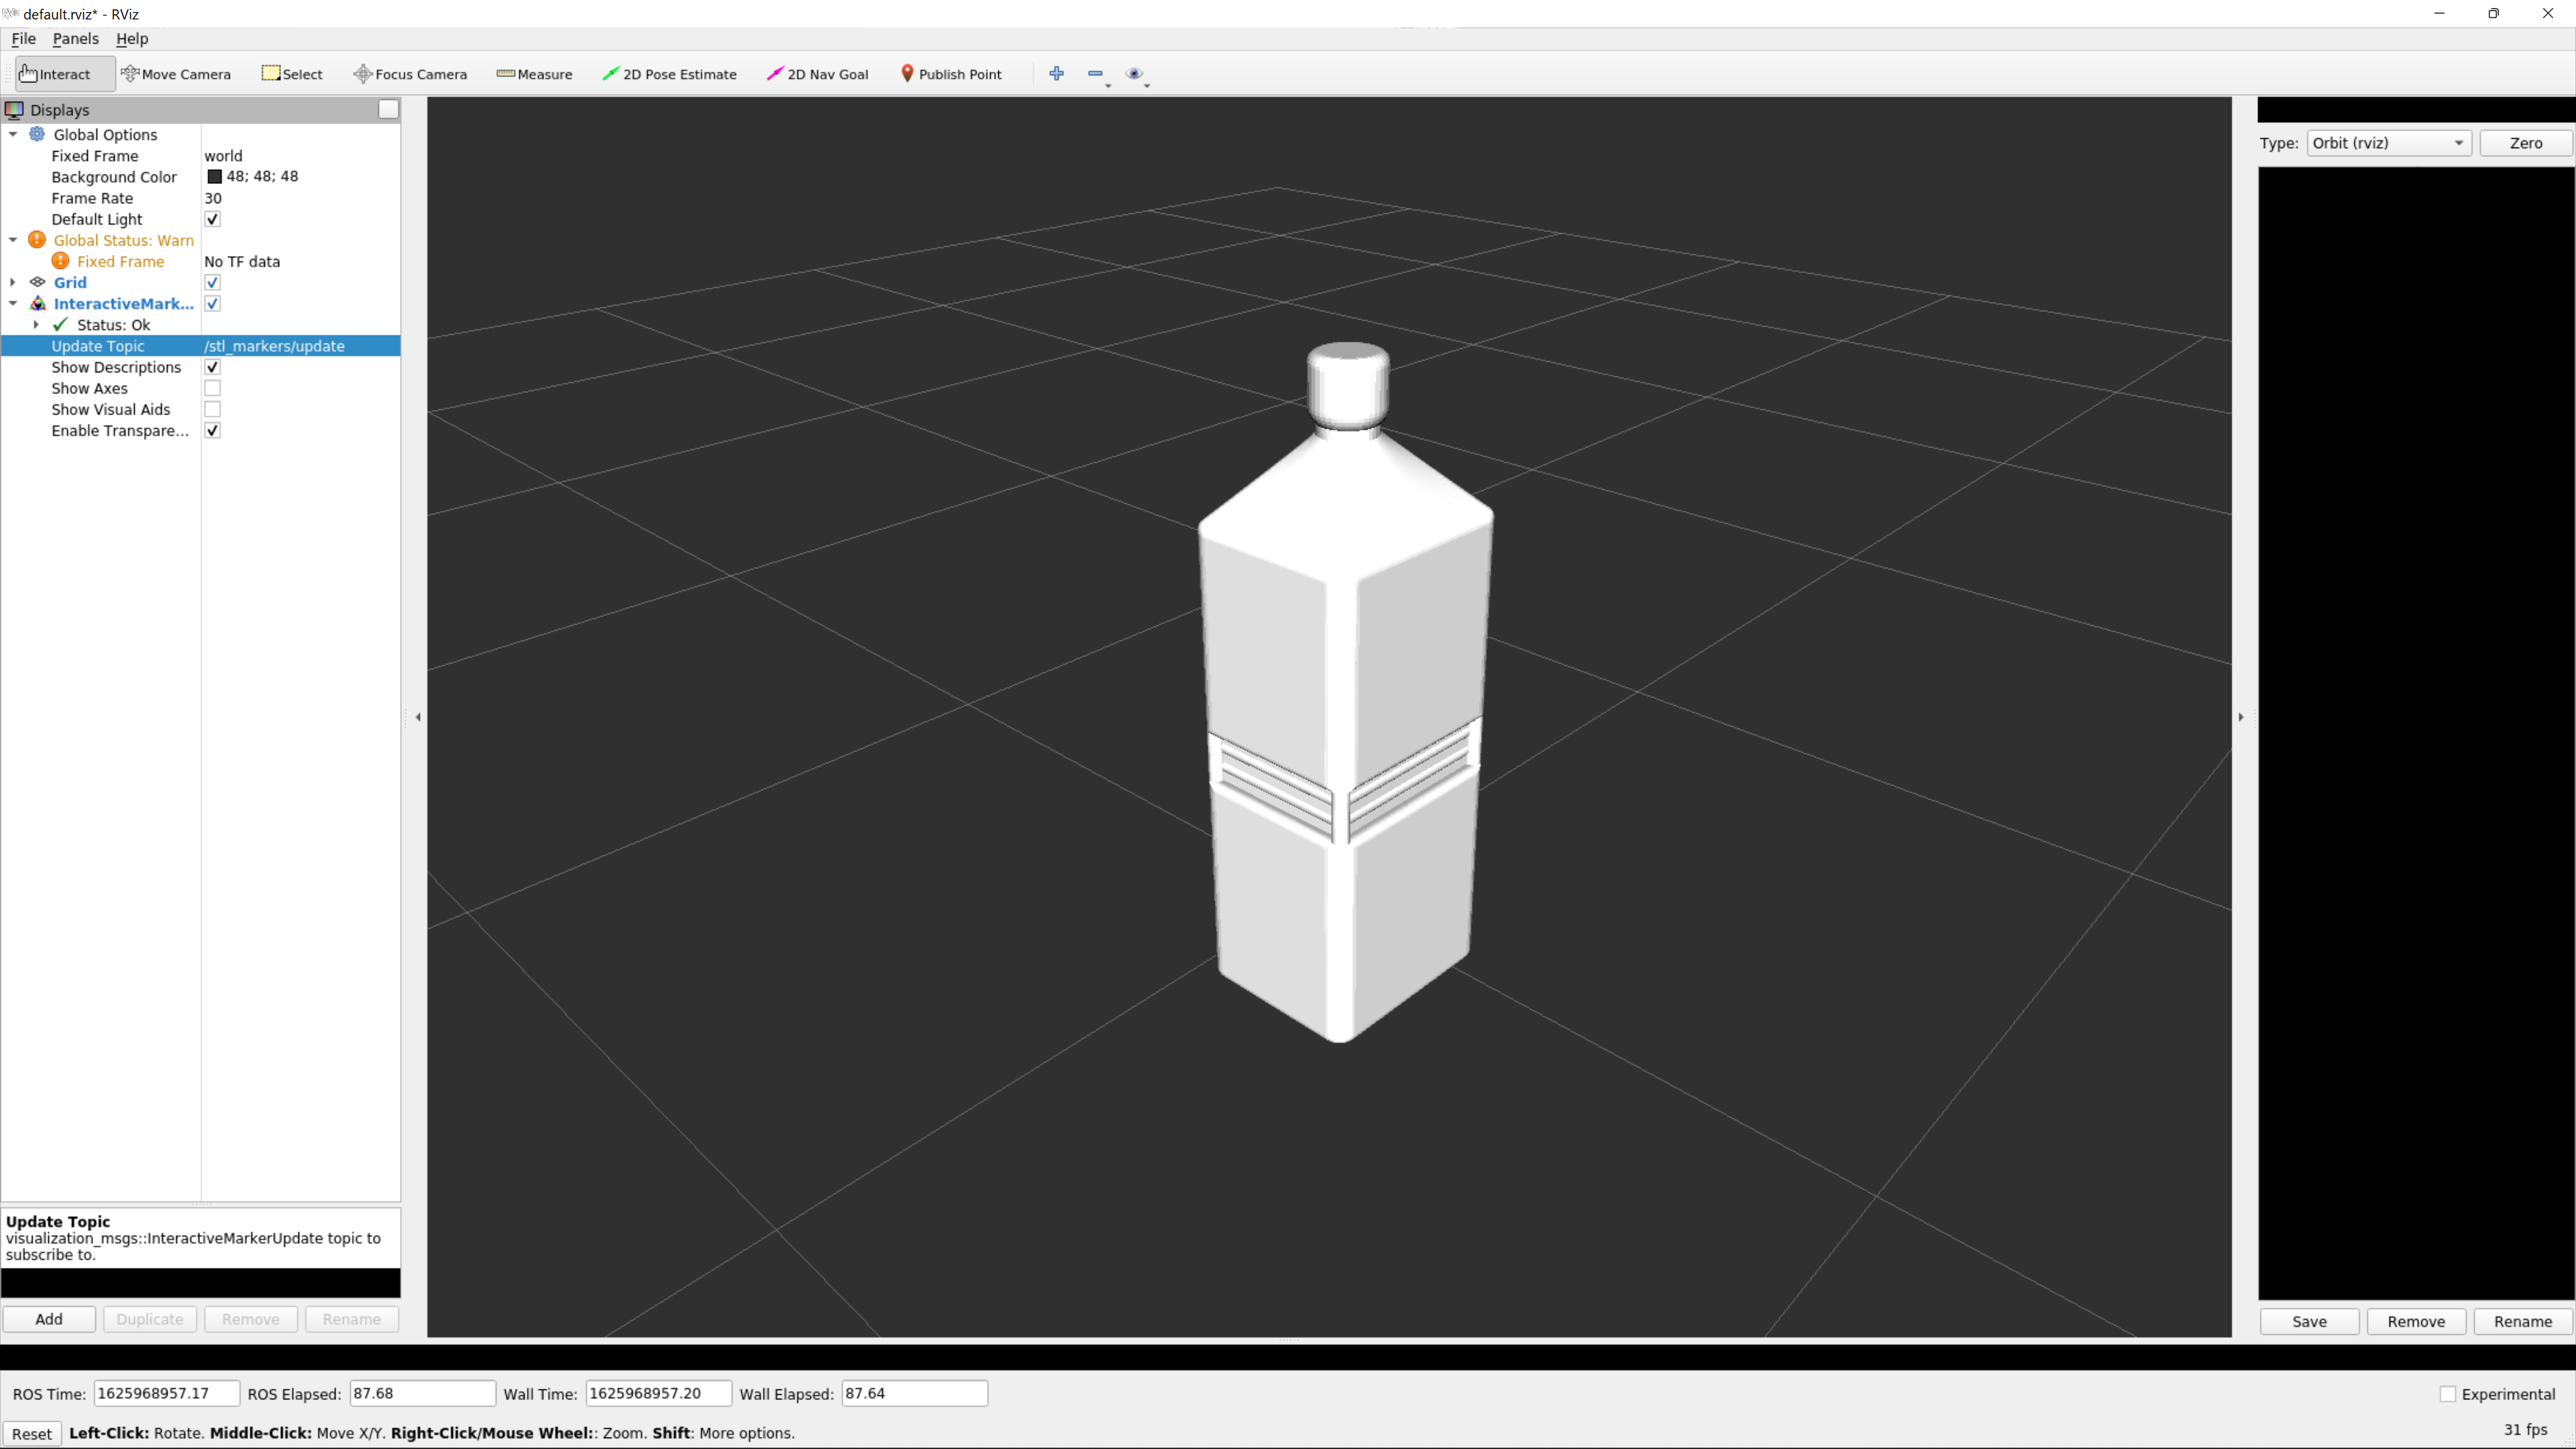 default.rviz* - RViz
File Panels Help
Interact Move Camera Select Focus Camera Measure 2D Pose Estimate 2D Nav Goal Publish Point
Displays
Global Options
Fixed Frame world
Background Color 48; 48; 48
Frame Rate 30
Default Light
Global Status: Warn
Fixed Frame No TF data
Grid
InteractiveMark...
Status: Ok
Update Topic /stl_markers/update
Show Descriptions
Show Axes
Show Visual Aids
Enable Transpare...
Update Topic
visualization_msgs::InteractiveMarkerUpdate topic to
subscribe to.
Add Duplicate Remove Rename
Type: Orbit (rviz) Zero
Save Remove Rename
ROS Time: 1625968957.17 ROS Elapsed: 87.68 Wall Time: 1625968957.20 Wall Elapsed: 87.64 Experimental
Reset Left-Click: Rotate. Middle-Click: Move X/Y. Right-Click/Mouse Wheel:: Zoom. Shift: More options. 31 fps